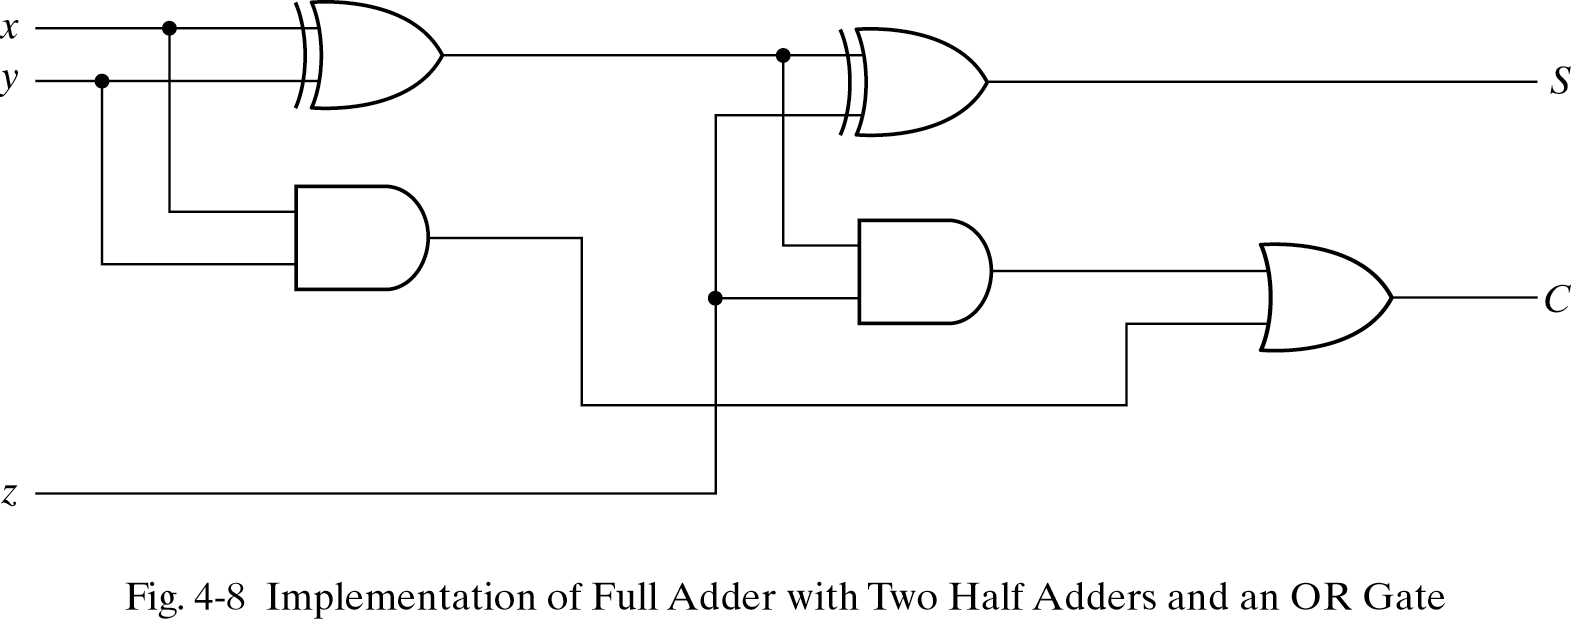 x
y
S
C
z
Fig. 4-8 Implementation of Full Adder with Two Half Adders and an OR Gate